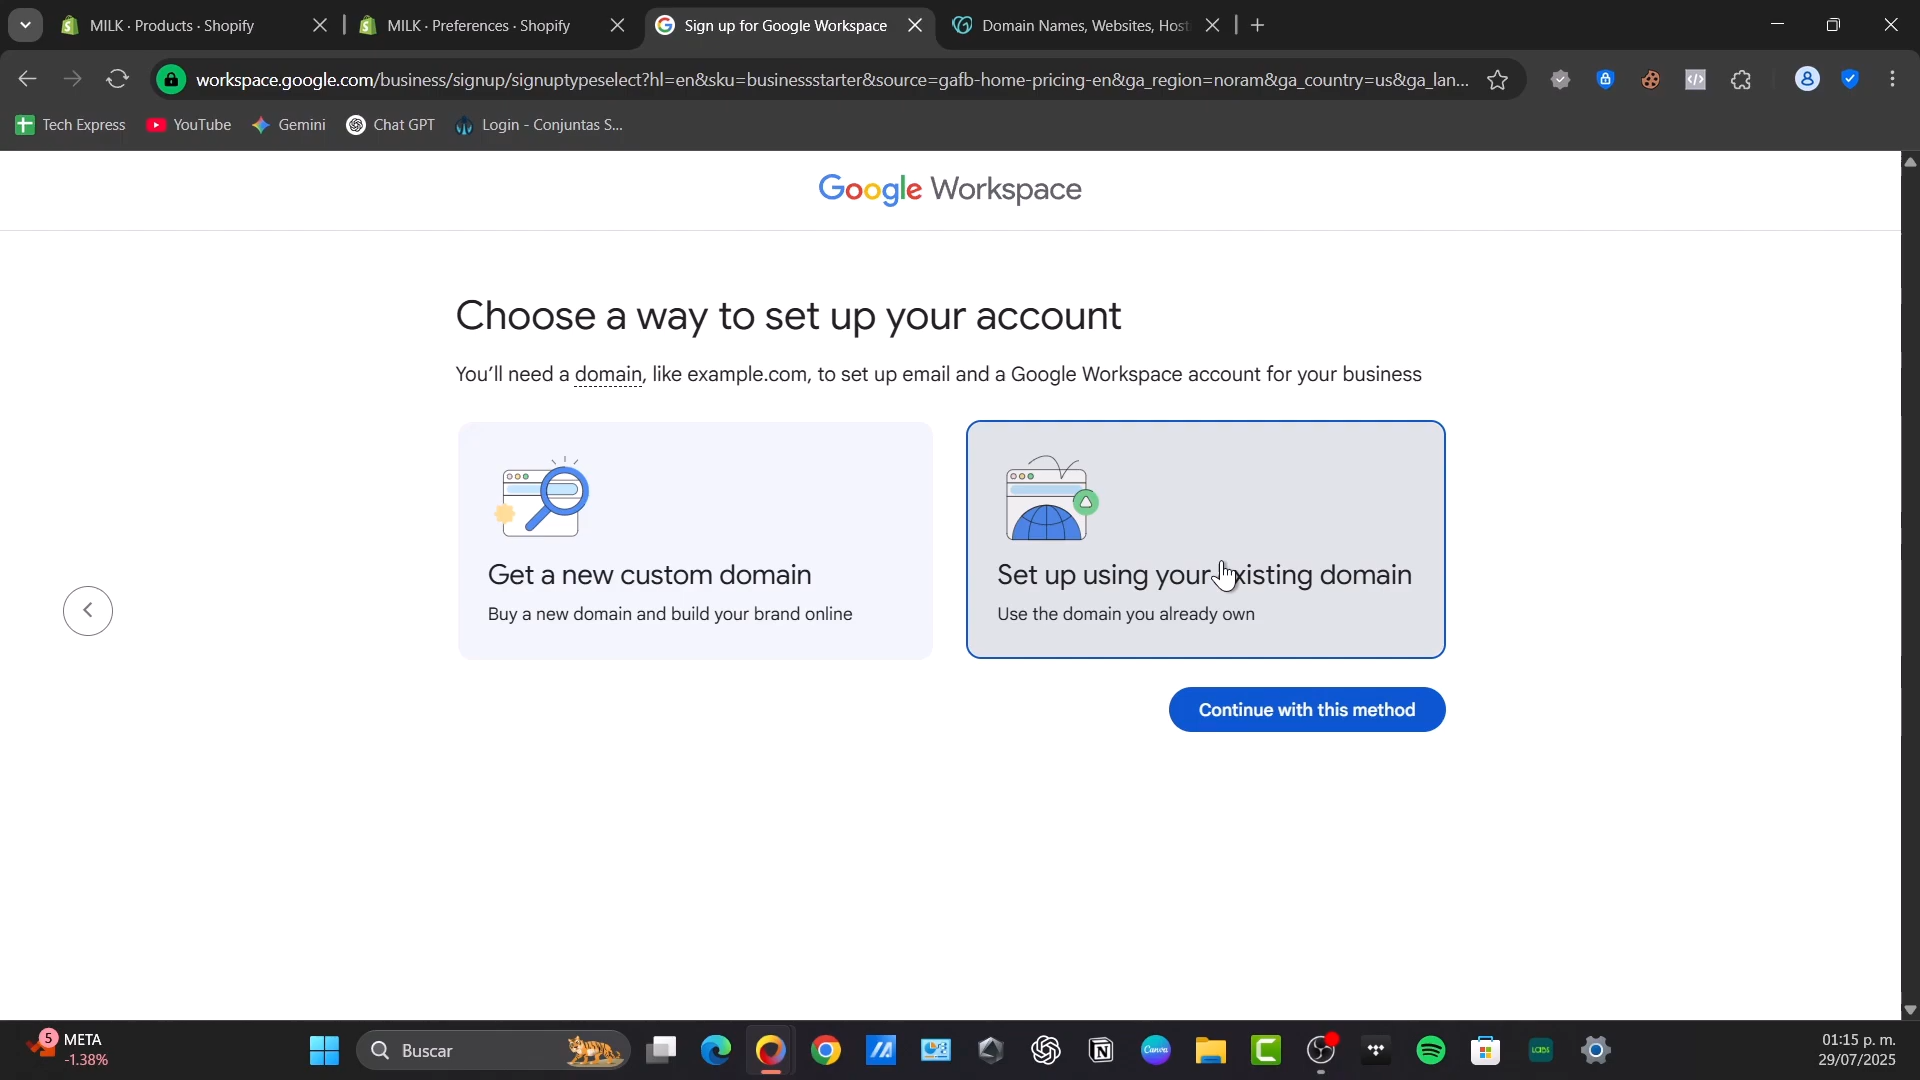 MILK · Products · Shopify
MILK · Preferences · Shopify
Sign up for Google Workspace
Domain Names, Websites, Host
workspace.google.com/business/signup/signuptypeselect?hl=en&sku=businessstarter&source=gafb-home-pricing-en&ga_region=noram&ga_country=us&ga_lan...
Tech Express
YouTube
Gemini
Chat GPT
Login - Conjuntas S...
Google Workspace
Choose a way to set up your account
You'll need a domain, like example.com, to set up email and a Google Workspace account for your business
Get a new custom domain
Buy a new domain and build your brand online
Set up using your existing domain
Use the domain you already own
Continue with this method
5
META
-1.38%
Buscar
Canva
LABS
01:15 p. m.
29/07/2025